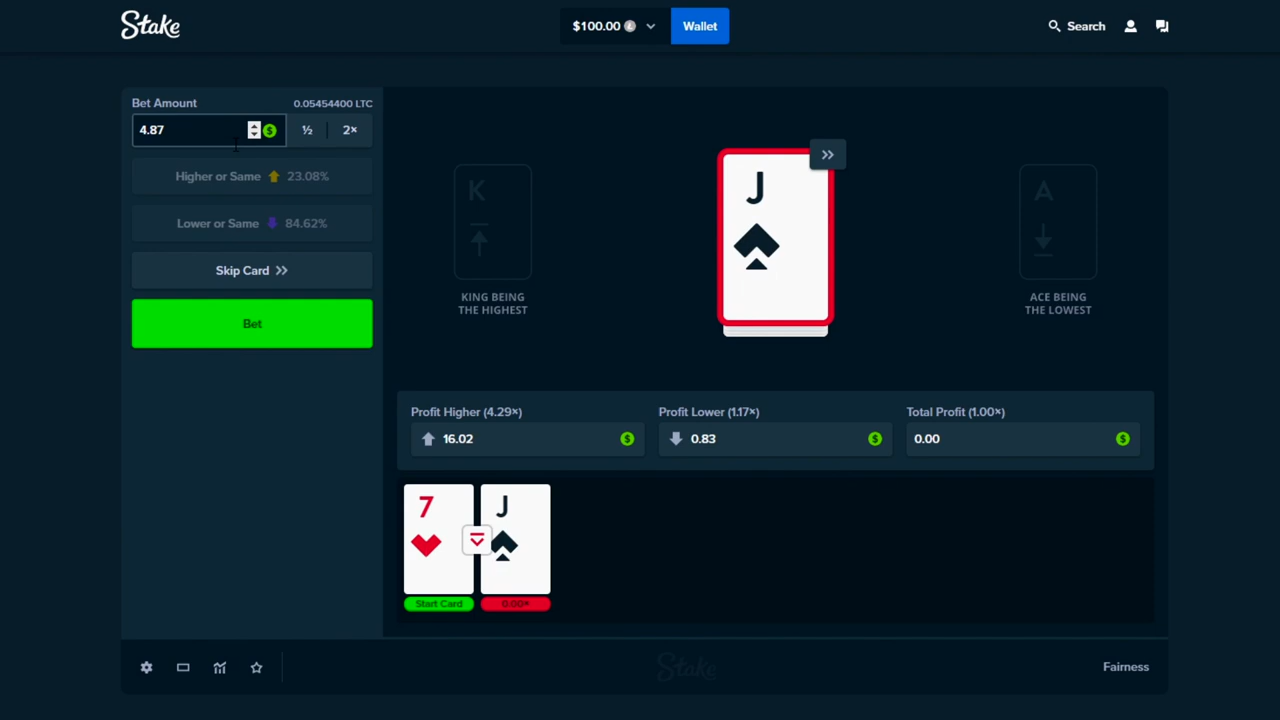 Stake
$100.00
Wallet
Search
Bet Amount
0.05454400 LTC
4.87
½
2×
Higher or Same 23.08%
Lower or Same 84.62%
Skip Card
Bet
K
KING BEING
THE HIGHEST
J
A
ACE BEING
THE LOWEST
Profit Higher (4.29×)
16.02
Profit Lower (1.17×)
0.83
Total Profit (1.00×)
0.00
7
J
Start Card
0.00×
Stake
Fairness